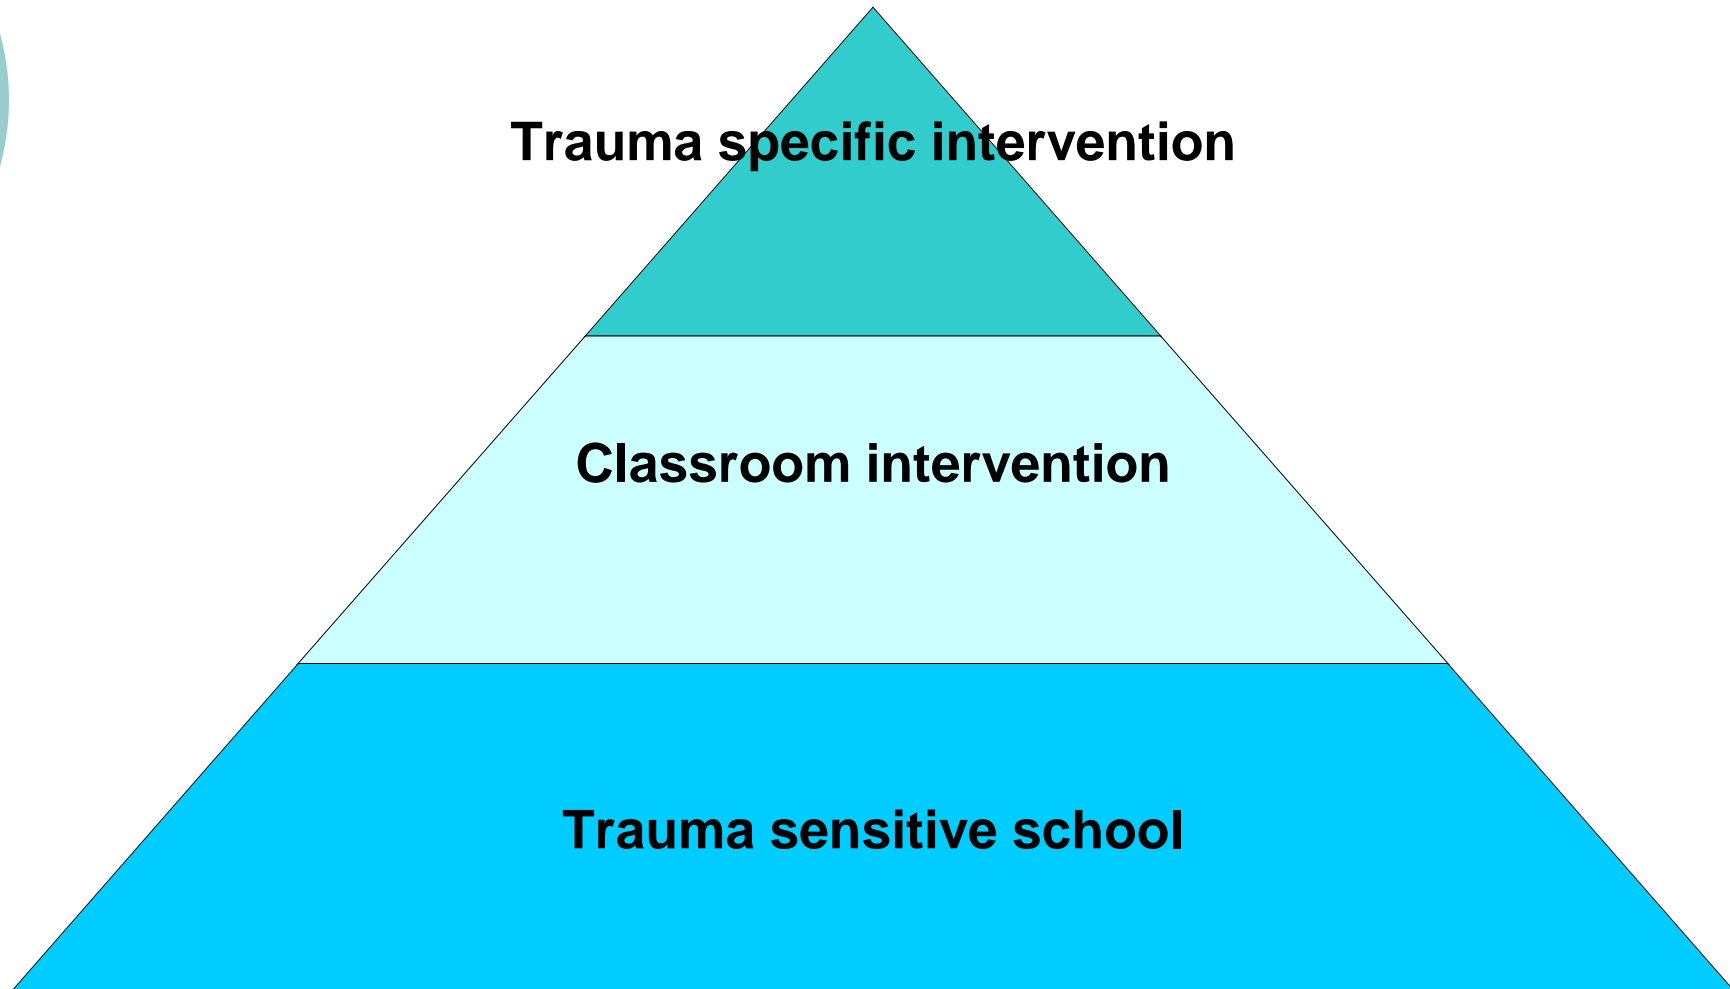 Trauma specific intervention
Classroom intervention
Trauma sensitive school